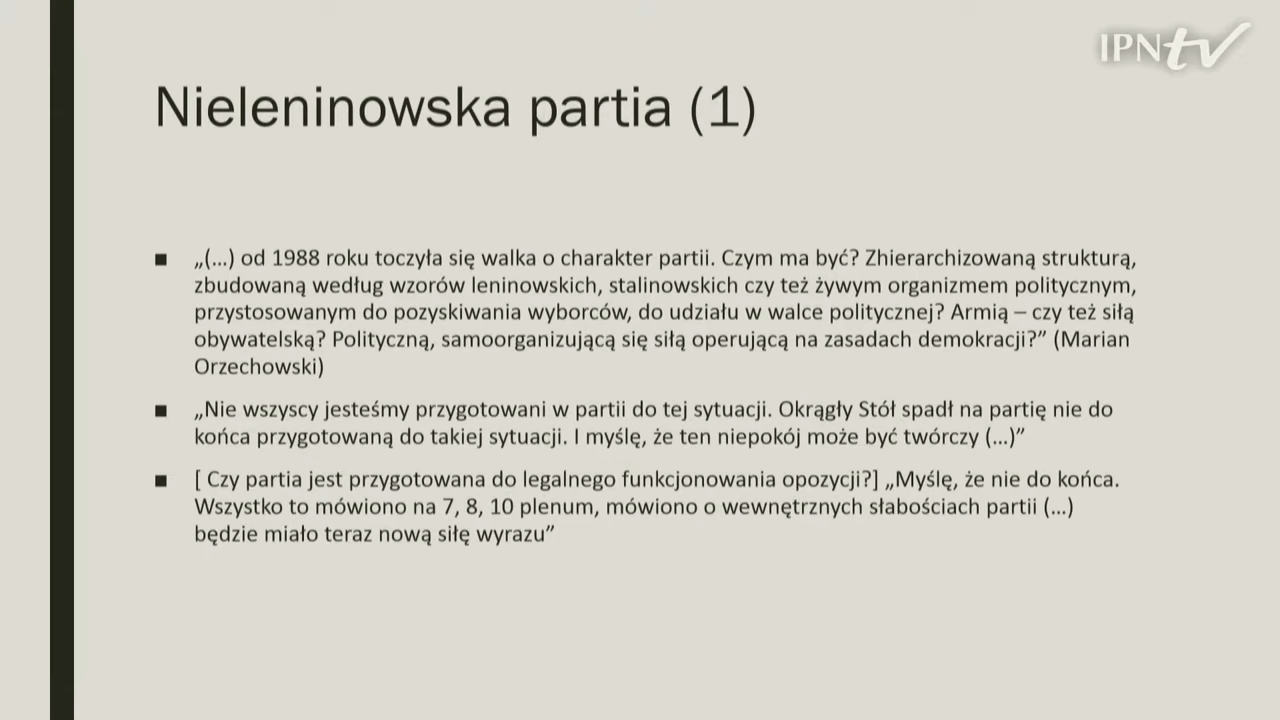 IPNtv
Nieleninowska partia (1)
■ „(...) od 1988 roku toczyła się walka o charakter partii. Czym ma być? Zhierarchizowaną strukturą,
zbudowaną według wzorów leninowskich, stalinowskich czy też żywym organizmem politycznym,
przystosowanym do pozyskiwania wyborców, do udziału w walce politycznej? Armią – czy też siłą
obywatelską? Polityczną, samoorganizującą się siłą operującą na zasadach demokracji?” (Marian
Orzechowski)
■ „Nie wszyscy jesteśmy przygotowani w partii do tej sytuacji. Okrągły Stół spadł na partię nie do
końca przygotowaną do takiej sytuacji. I myślę, że ten niepokój może być twórczy (...)”
■ [ Czy partia jest przygotowana do legalnego funkcjonowania opozycji?] „Myślę, że nie do końca.
Wszystko to mówiono na 7, 8, 10 plenum, mówiono o wewnętrznych słabościach partii (...)
będzie miało teraz nową siłę wyrazu”